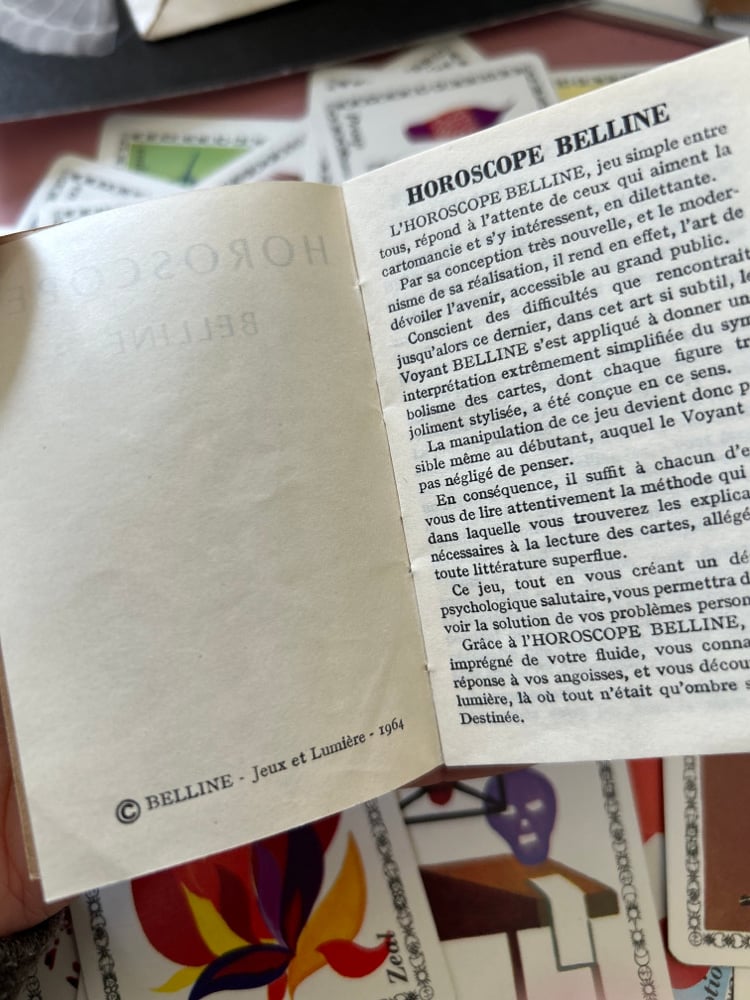 Drop
HOROSCOPE
BELLINE
© BELLINE - Jeux et Lumière - 1964
HOROSCOPE BELLINE
L'HOROSCOPE BELLINE, jeu simple entre
tous, répond à l'attente de ceux qui aiment la
cartomancie et s'y intéressent, en dilettante.
Par sa conception très nouvelle, et le moder-
nisme de sa réalisation, il rend en effet, l'art de
dévoiler l'avenir, accessible au grand public.
Conscient des difficultés que rencontrait
jusqu'alors ce dernier, dans cet art si subtil, le
Voyant BELLINE s'est appliqué à donner un
interprétation extrêmement simplifiée du sym
bolisme des cartes, dont chaque figure tr
joliment stylisée, a été conçue en ce sens.
La manipulation de ce jeu devient donc p
sible même au débutant, auquel le Voyant
pas négligé de penser.
En conséquence, il suffit à chacun d'e
vous de lire attentivement la méthode qui
dans laquelle vous trouverez les explica
nécessaires à la lecture des cartes, allégé
toute littérature superflue.
Ce jeu, tout en vous créant un dé
psychologique salutaire, vous permettra d
voir la solution de vos problèmes person
Grâce à l'HOROSCOPE BELLINE,
imprégné de votre fluide, vous conna
réponse à vos angoisses, et vous décou
lumière, là où tout n'était qu'ombre s
Destinée.
Zeal